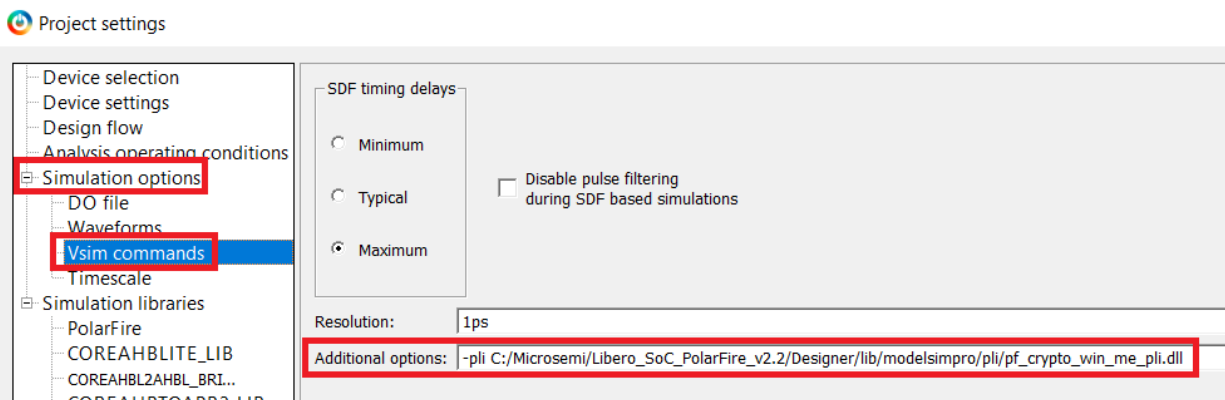 Project settings
Device selection
Device settings
Design flow
Analysis operating conditions
Simulation options
DO file
Waveforms
Vsim commands
Timescale
Simulation libraries
PolarFire
COREAHBLITE_LIB
COREAHBL2AHBL_BRI...
COREAHBTOAPB3_LIB
SDF timing delays
Minimum
Typical
Maximum
Disable pulse filtering
during SDF based simulations
Resolution:
1ps
Additional options:
-pli C:/Microsemi/Libero_SoC_PolarFire_v2.2/Designer/lib/modelsimpro/pli/pf_crypto_win_me_pli.dll